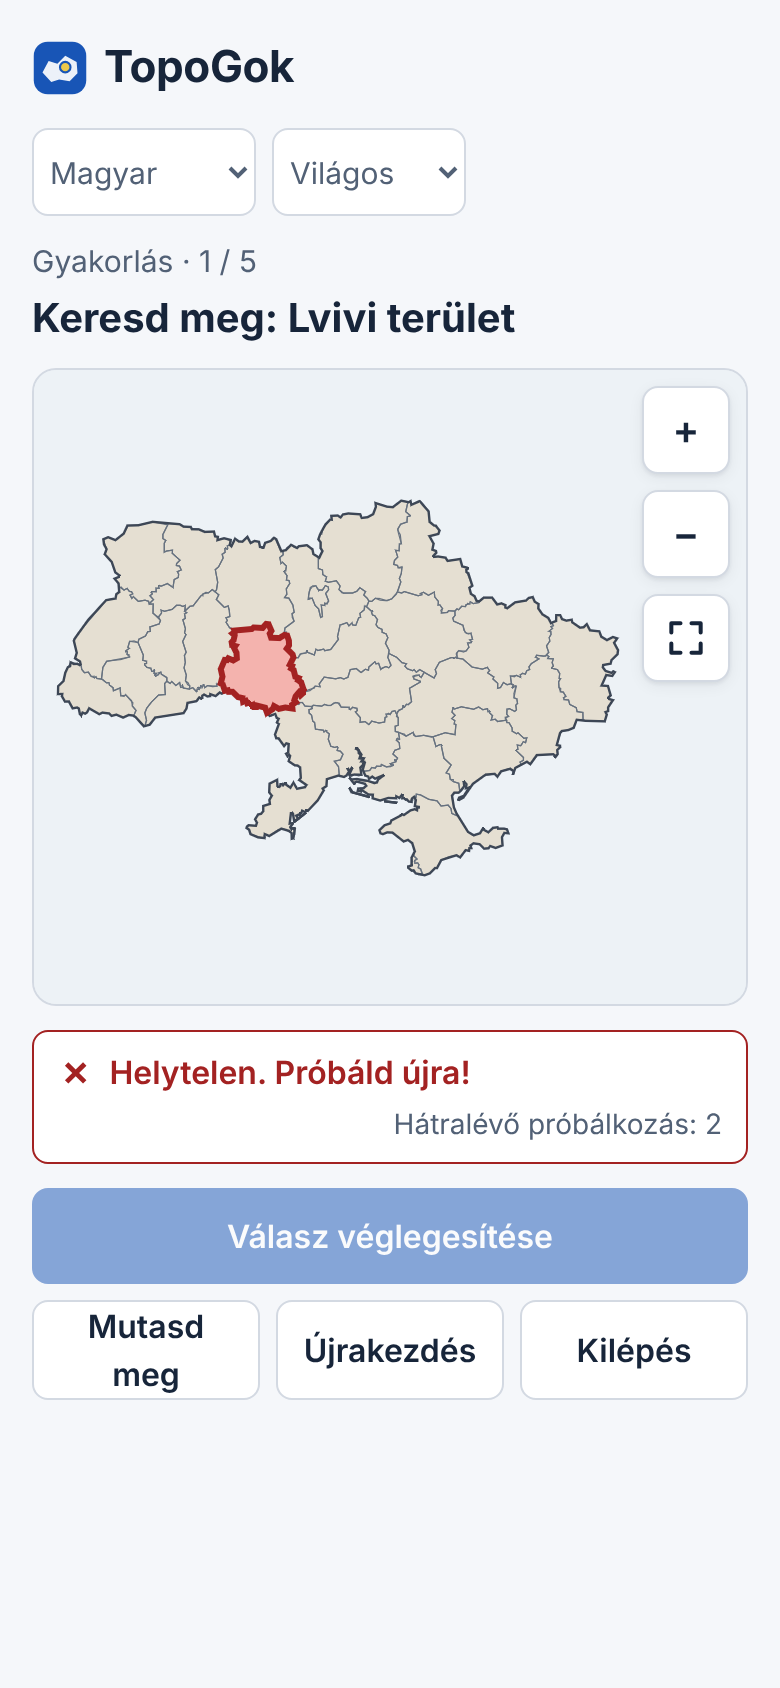 TopoGok
Magyar
Világos
Gyakorlás · 1 / 5
Keresd meg: Lvivi terület
+
−
✕ Helytelen. Próbáld újra!
Hátralévő próbálkozás: 2
Válasz véglegesítése
Mutasd
meg
Újrakezdés
Kilépés